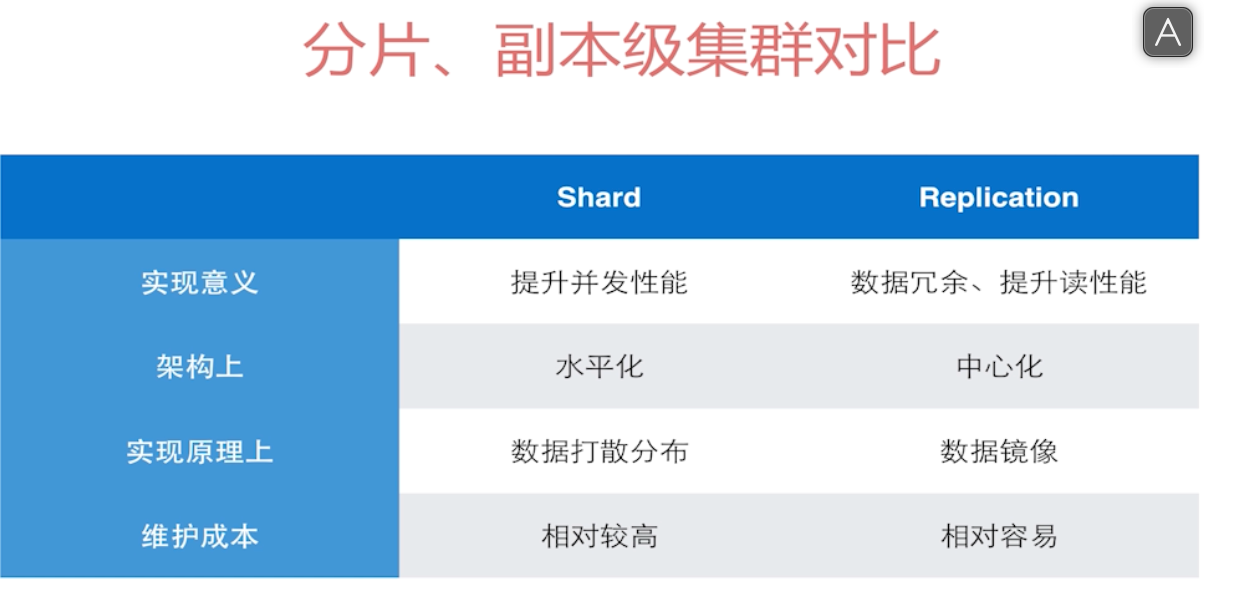 分片、副本级集群对比
A
Shard Replication
实现意义 提升并发性能 数据冗余、提升读性能
架构上 水平化 中心化
实现原理上 数据打散分布 数据镜像
维护成本 相对较高 相对容易